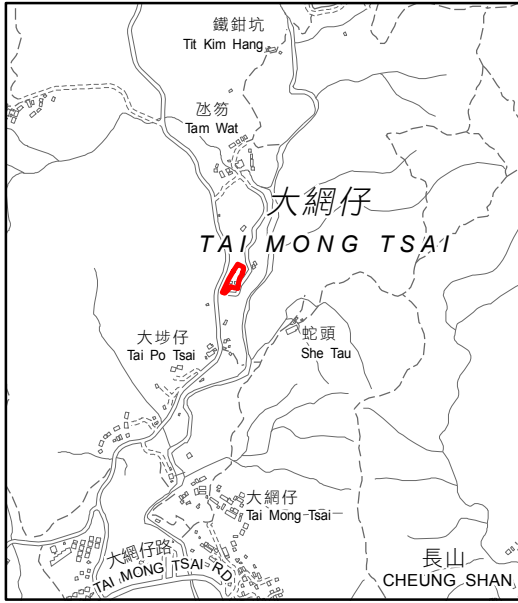 鐵鉗坑
Tit Kim Hang
氹笏
Tam Wat
大網仔
TAI MONG TSAI
大埗仔
Tai Po Tsai
蛇頭
She Tau
大網仔
Tai Mong Tsai
大網仔路
TAI MONG TSAI RD
長山
CHEUNG SHAN